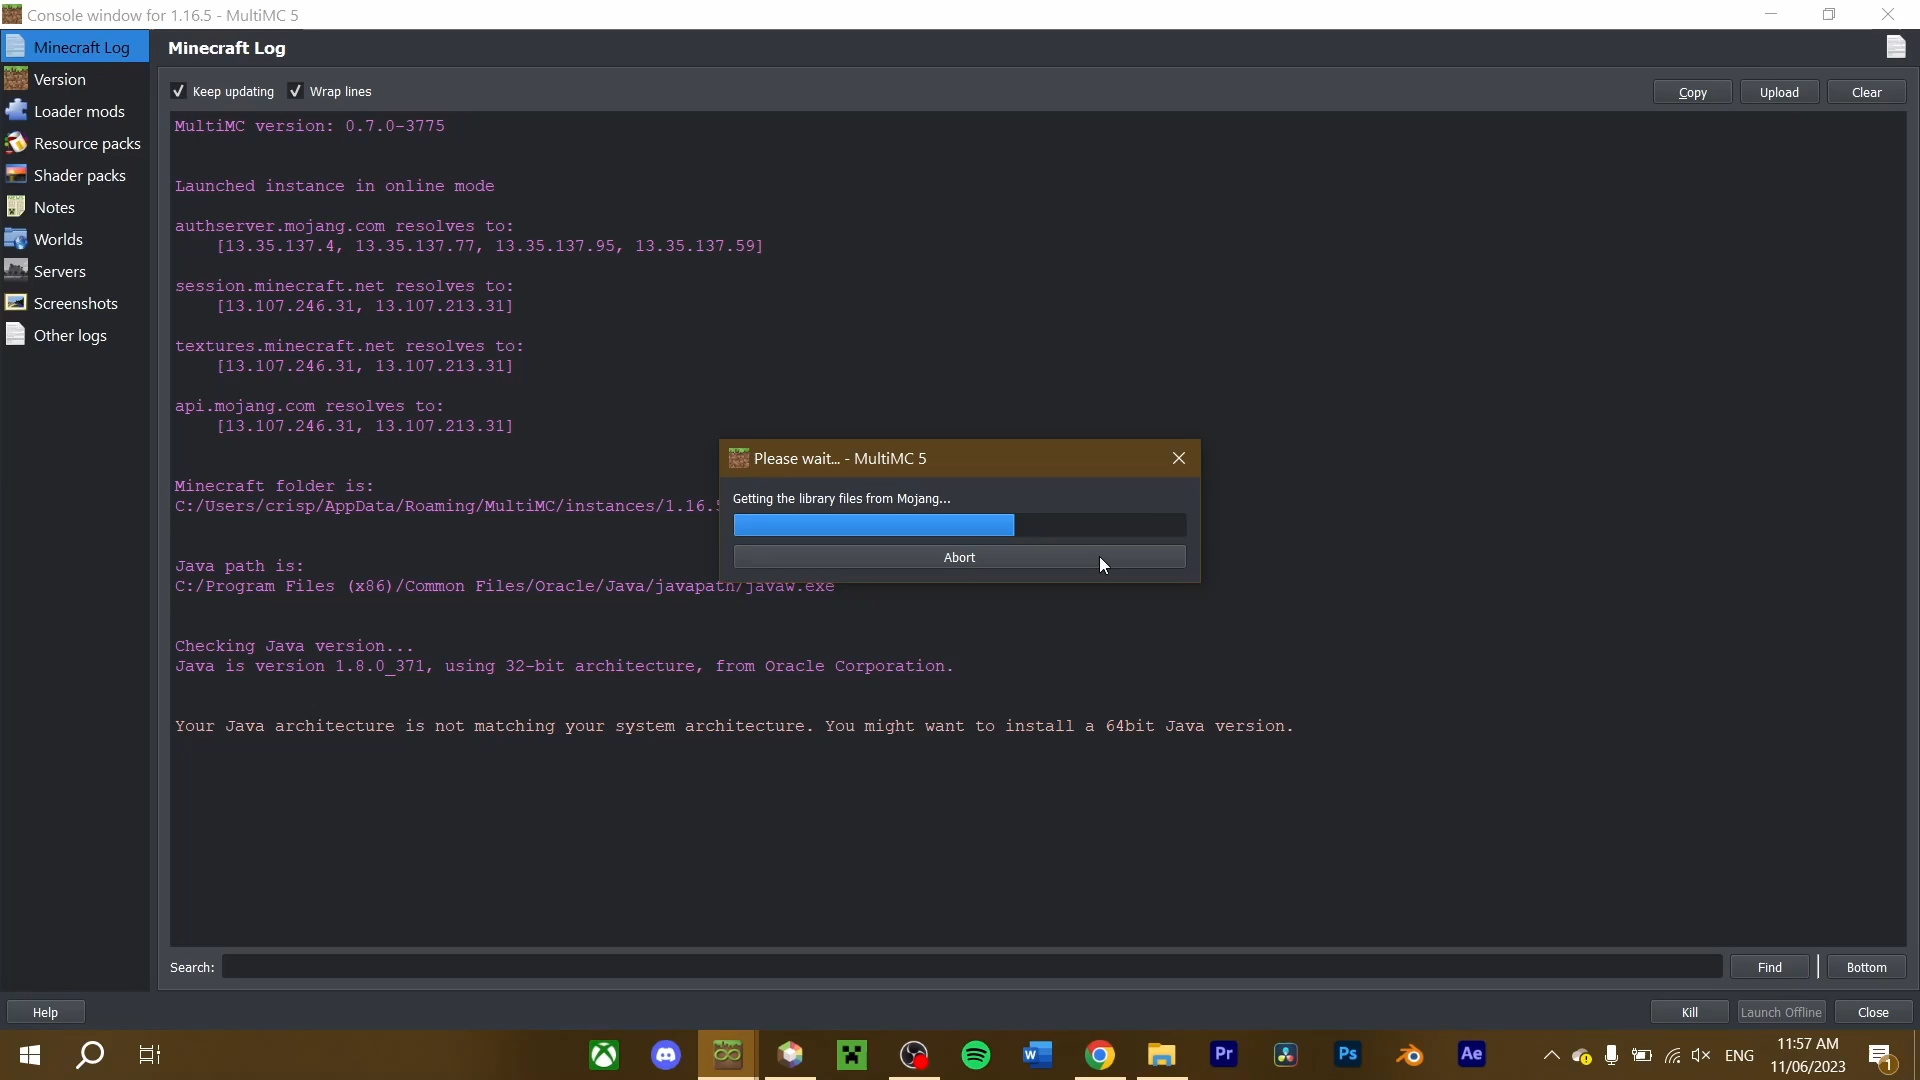 Console window for 1.16.5 - MultiMC 5
Minecraft Log
Version
Loader mods
Resource packs
Shader packs
Notes
Worlds
Servers
Screenshots
Other logs
Minecraft Log
Keep updating
Wrap lines
Copy
Upload
Clear
MultiMC version: 0.7.0-3775
Launched instance in online mode
authserver.mojang.com resolves to:
[13.35.137.4, 13.35.137.77, 13.35.137.95, 13.35.137.59]
session.minecraft.net resolves to:
[13.107.246.31, 13.107.213.31]
textures.minecraft.net resolves to:
[13.107.246.31, 13.107.213.31]
api.mojang.com resolves to:
[13.107.246.31, 13.107.213.31]
Minecraft folder is:
C:/Users/crisp/AppData/Roaming/MultiMC/instances/1.16.5
Java path is:
C:/Program Files (x86)/Common Files/Oracle/Java/javapath/javaw.exe
Checking Java version...
Java is version 1.8.0_371, using 32-bit architecture, from Oracle Corporation.
Your Java architecture is not matching your system architecture. You might want to install a 64bit Java version.
Please wait... - MultiMC 5
Getting the library files from Mojang...
Abort
Search:
Find
Bottom
Help
Kill
Launch Offline
Close
W
Pr
Ps
Ae
ENG
11:57 AM
11/06/2023
1